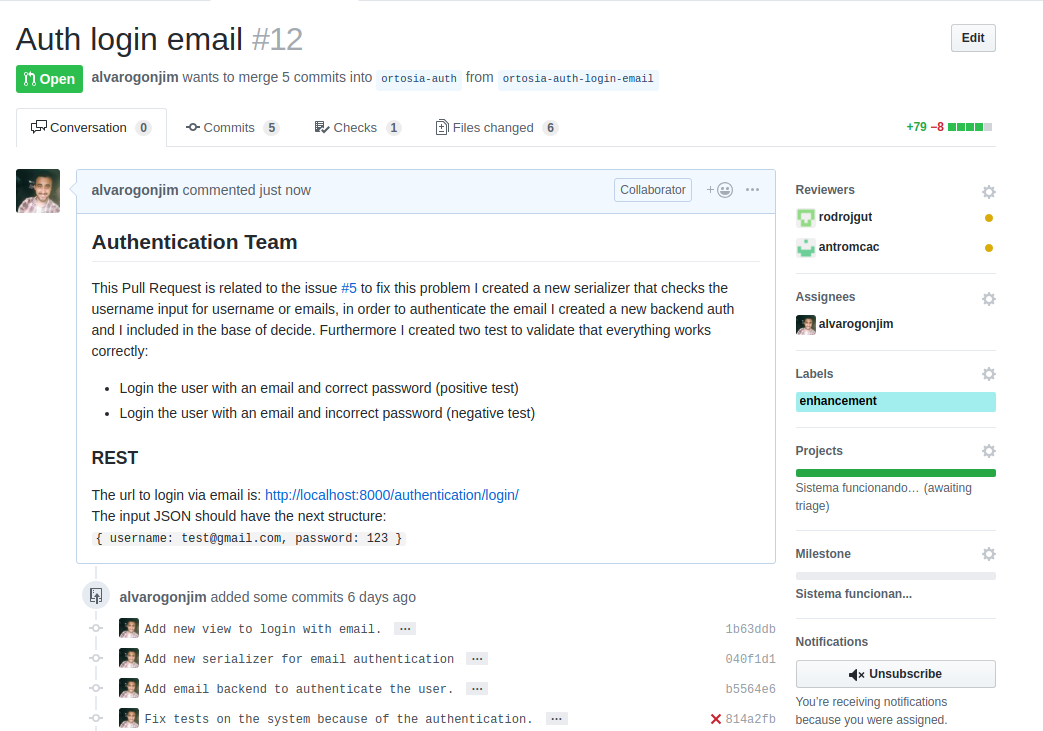 Auth login email #12
Edit
Open
alvarogonjim wants to merge 5 commits into ortosia-auth from ortosia-auth-login-email
Conversation 0
Commits 5
Checks 1
Files changed 6
+79 −8
alvarogonjim commented just now
Collaborator
Authentication Team
This Pull Request is related to the issue #5 to fix this problem I created a new serializer that checks the
username input for username or emails, in order to authenticate the email I created a new backend auth
and I included in the base of decide. Furthermore I created two test to validate that everything works
correctly:
• Login the user with an email and correct password (positive test)
• Login the user with an email and incorrect password (negative test)
REST
The url to login via email is: http://localhost:8000/authentication/login/
The input JSON should have the next structure:
{ username: test@gmail.com, password: 123 }
alvarogonjim added some commits 6 days ago
Add new view to login with email. … 1b63ddb
Add new serializer for email authentication … 040f1d1
Add email backend to authenticate the user. … b5564e6
Fix tests on the system because of the authentication. … 814a2fb
Reviewers
rodrojgut
antromcac
Assignees
alvarogonjim
Labels
enhancement
Projects
Sistema funcionando… (awaiting
triage)
Milestone
Sistema funcionan...
Notifications
Unsubscribe
You're receiving notifications
because you were assigned.